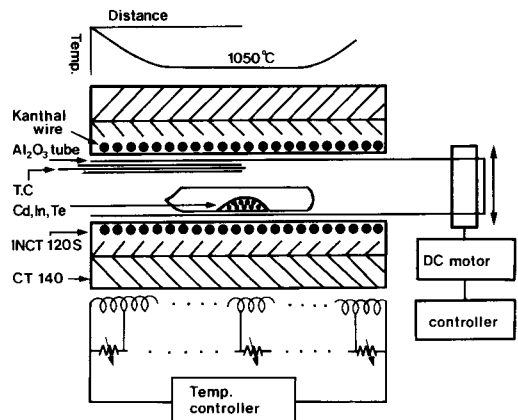 Distance
Temp.
1050°C
Kanthal
wire
Al₂O₃ tube
T.C
Cd,In,Te
INCT 120S
CT 140
DC motor
controller
Temp.
controller